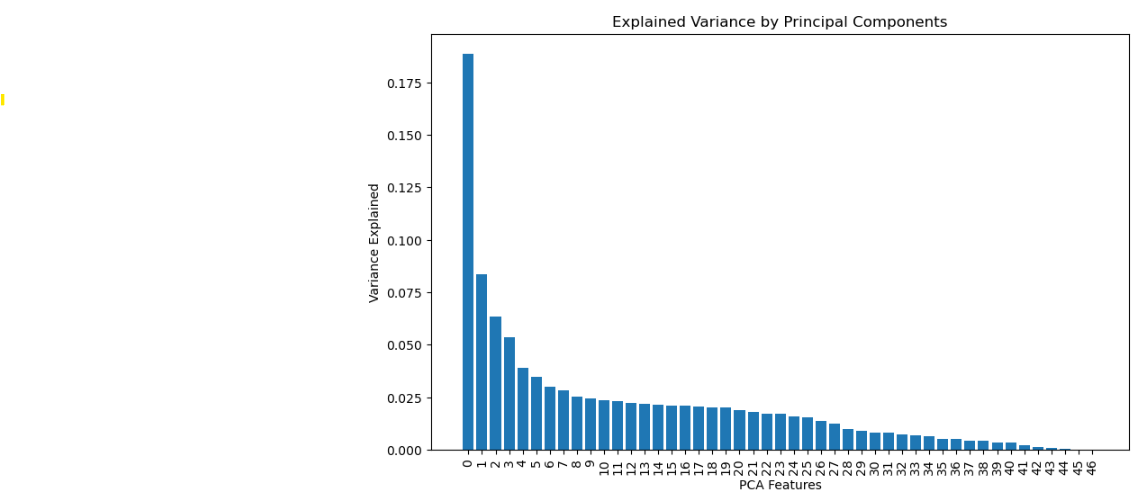 Explained Variance by Principal Components
0.175
0.150
0.125
0.100
0.075
0.050
0.025
0.000
Variance Explained
0 1 2 3 4 5 6 7 8 9 10 11 12 13 14 15 16 17 18 19 20 21 22 23 24 25 26 27 28 29 30 31 32 33 34 35 36 37 38 39 40 41 42 43 44 45 46
PCA Features